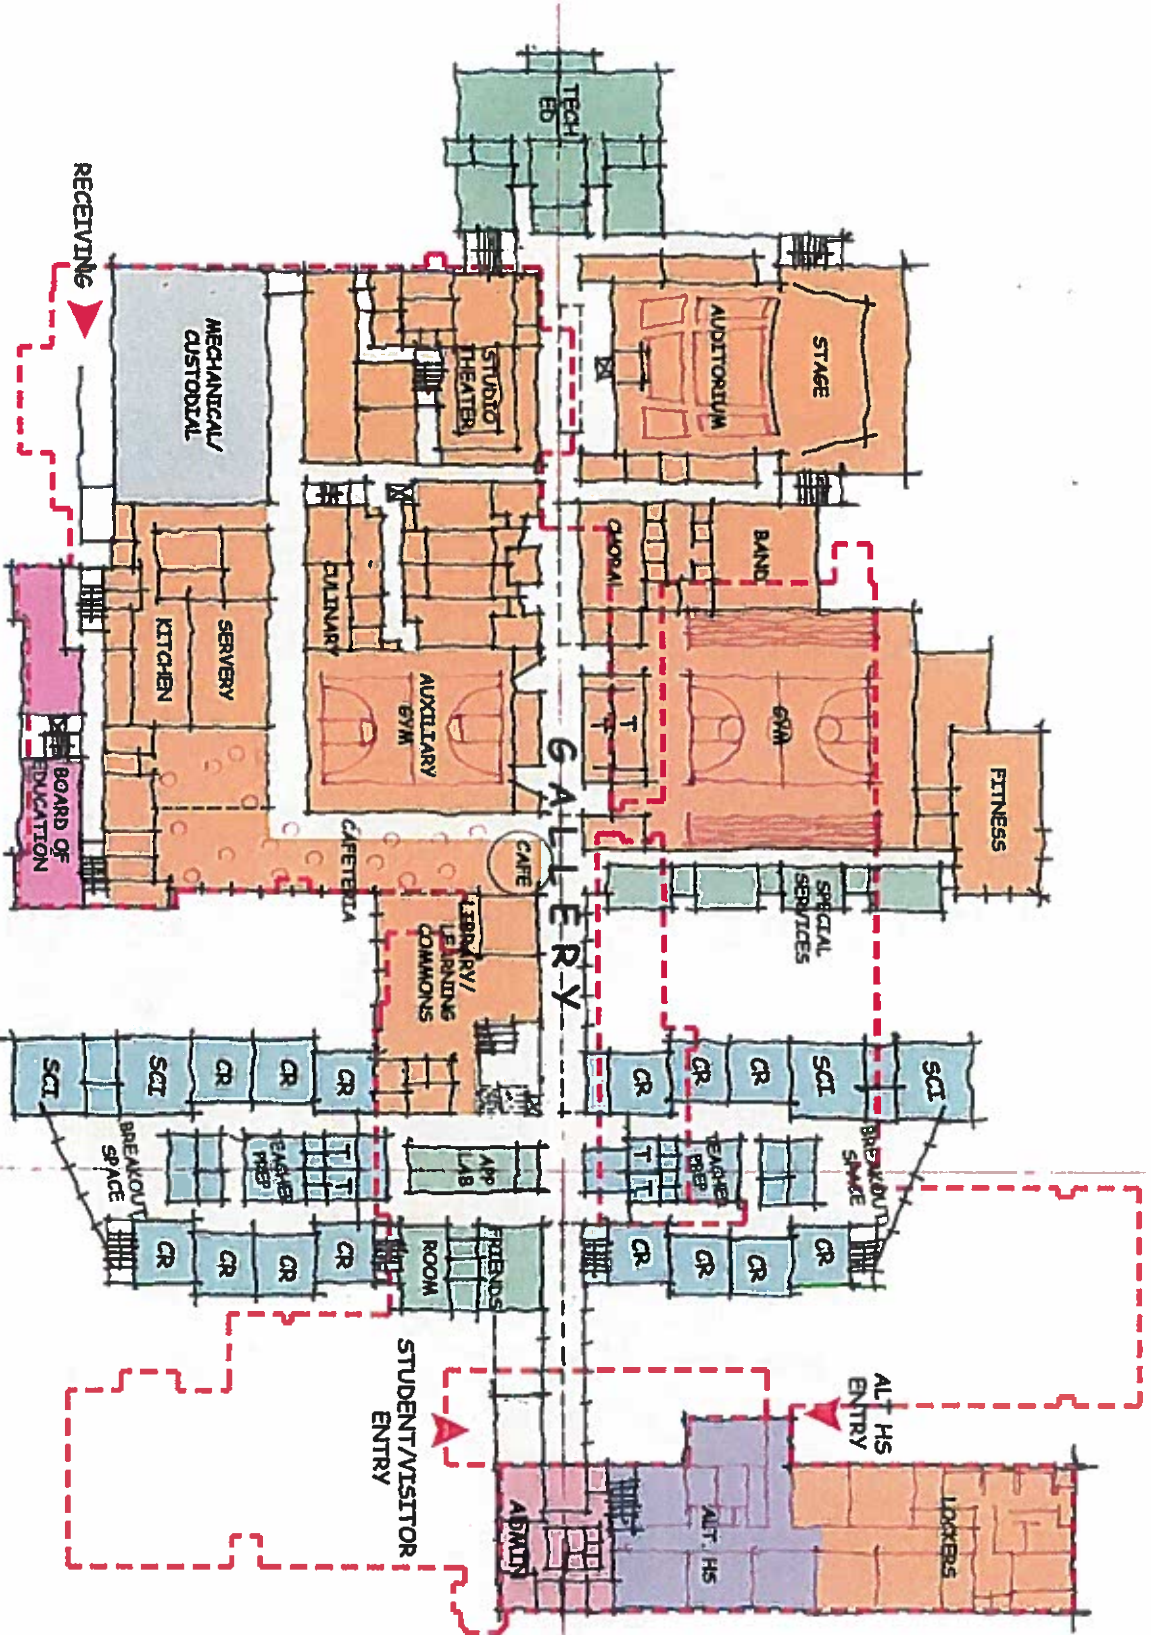 TECH
ED
RECEIVING
MECHANICAL/
CUSTODIAL
STUDIO
THEATER
AUDITORIUM
STAGE
CULINARY
CHORAL
BAND
SERVERY
KITCHEN
AUXILIARY
GYM
T
T
GYM
FITNESS
GALLERY
BOARD OF
EDUCATION
CAFETERIA
CAFE
SPECIAL
SERVICES
LIBRARY/
LEARNING
COMMONS
SCI
SCI
CR
CR
CR
CR
CR
CR
SCI
SCI
BREAKOUT
SPACE
TEACHER
PREP
T
T
APP
LAB
T
T
TEACHER
PREP
BREAKOUT
SPACE
CR
CR
CR
CR
FRIENDS
ROOM
CR
CR
CR
CR
STUDENT/VISITOR
ENTRY
ALT HS
ENTRY
ADMIN
ALT. HS
LOCKERS